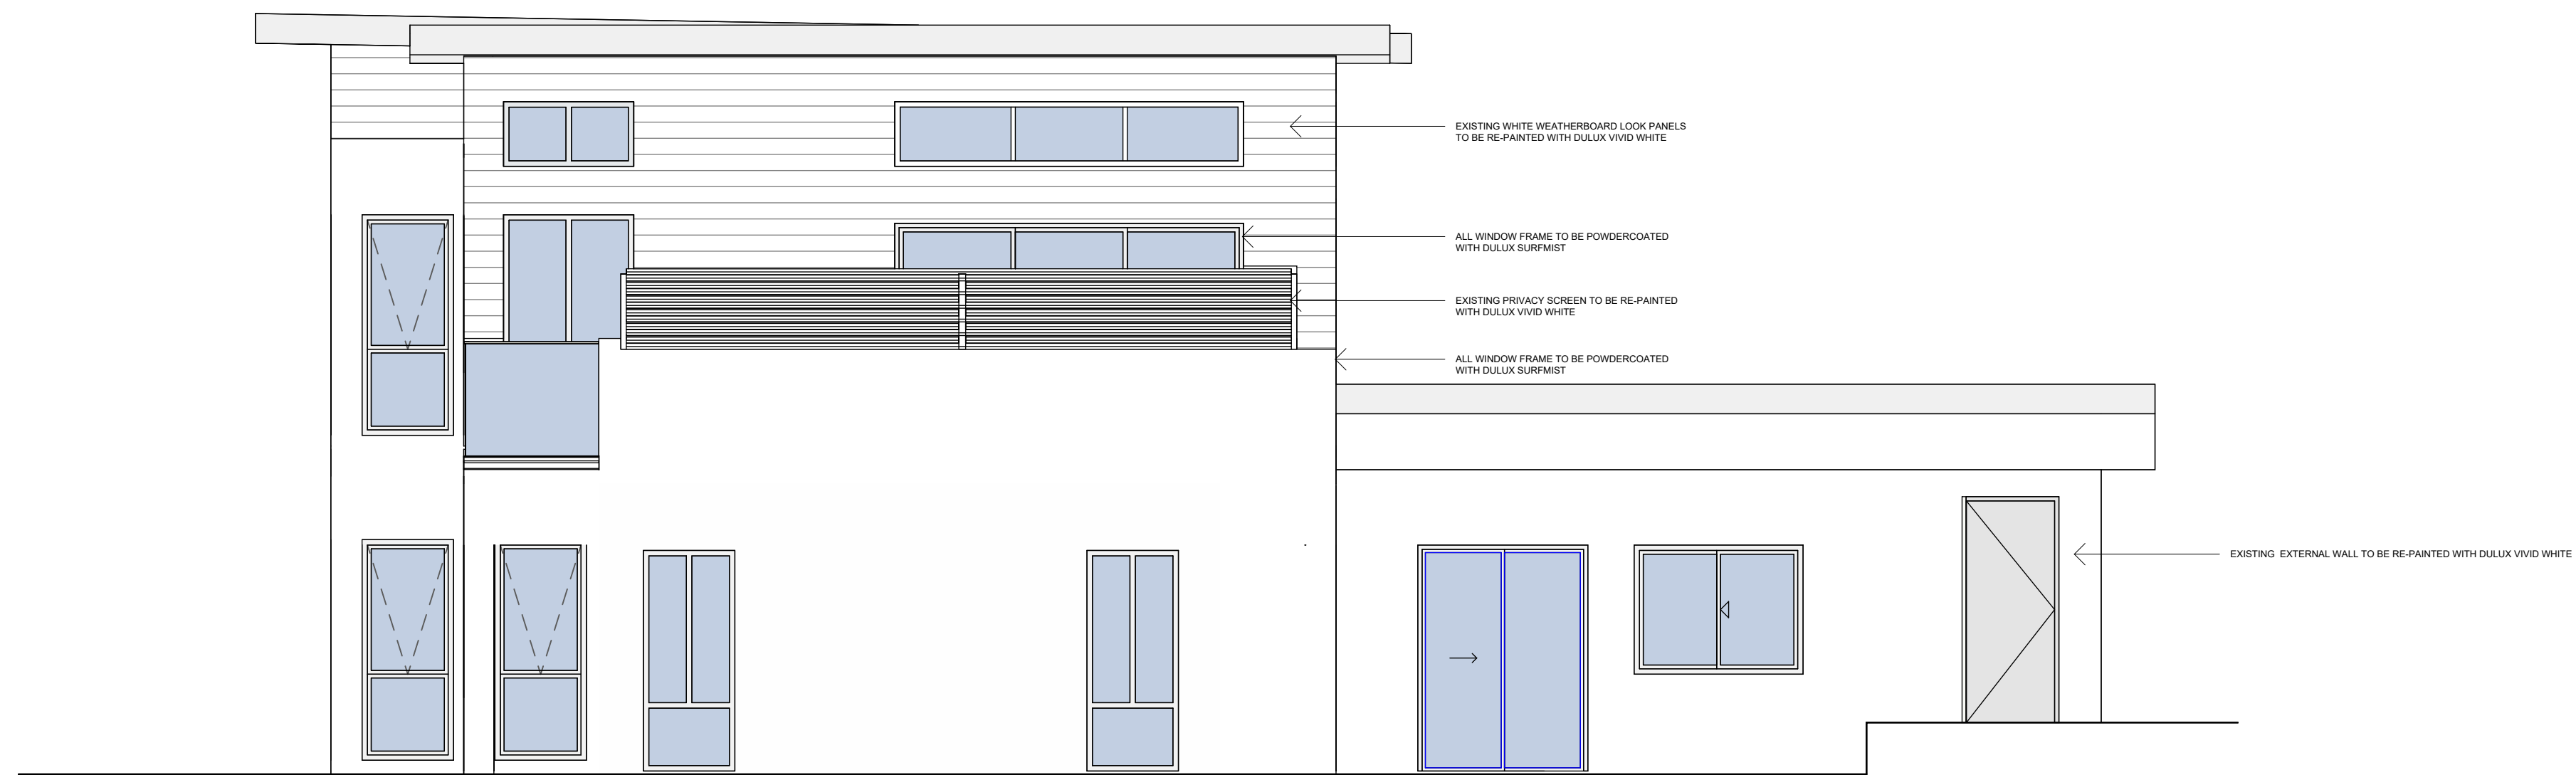 EXISTING WHITE WEATHERBOARD LOOK PANELS
TO BE RE-PAINTED WITH DULUX VIVID WHITE
ALL WINDOW FRAME TO BE POWDERCOATED
WITH DULUX SURFMIST
EXISTING PRIVACY SCREEN TO BE RE-PAINTED
WITH DULUX VIVID WHITE
ALL WINDOW FRAME TO BE POWDERCOATED
WITH DULUX SURFMIST
EXISTING EXTERNAL WALL TO BE RE-PAINTED WITH DULUX VIVID WHITE